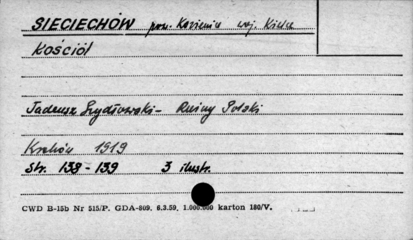 SIECIECHÓW pow. Kozienice woj. Kielce
KOŚCIÓŁ
Tadeusz Szydłowski - Ruiny Polski
Kraków 1919
Str. 138-139 3 ilustr.
CWD B-15b Nr 515/P. GDA-809. 6.3.59. 1.000.000 karton 180/V.